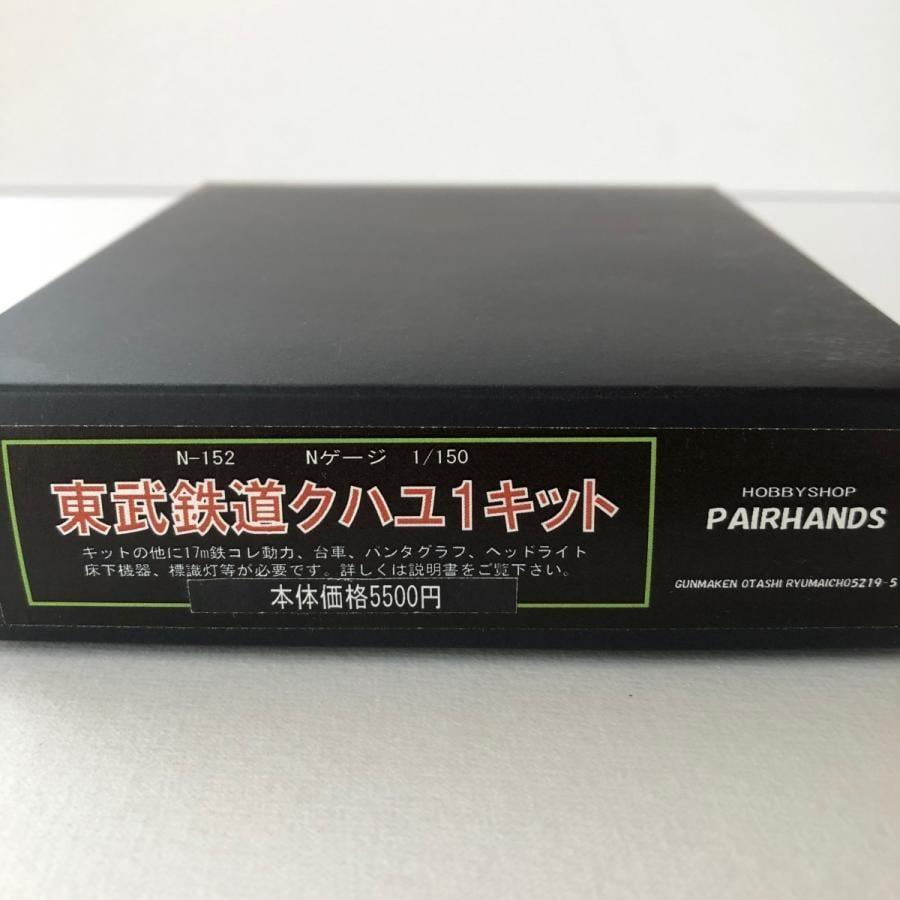 N-152 Nゲージ 1/150
東武鉄道クハユ1キット
キットの他に17m鉄コレ動力、台車、パンタグラフ、ヘッドライト
床下機器、標識灯等が必要です。詳しくは説明書をご覧下さい。
本体価格5500円
HOBBYSHOP
PAIRHANDS
GUNMAKEN OTASHI RYUMAICHO5219-5